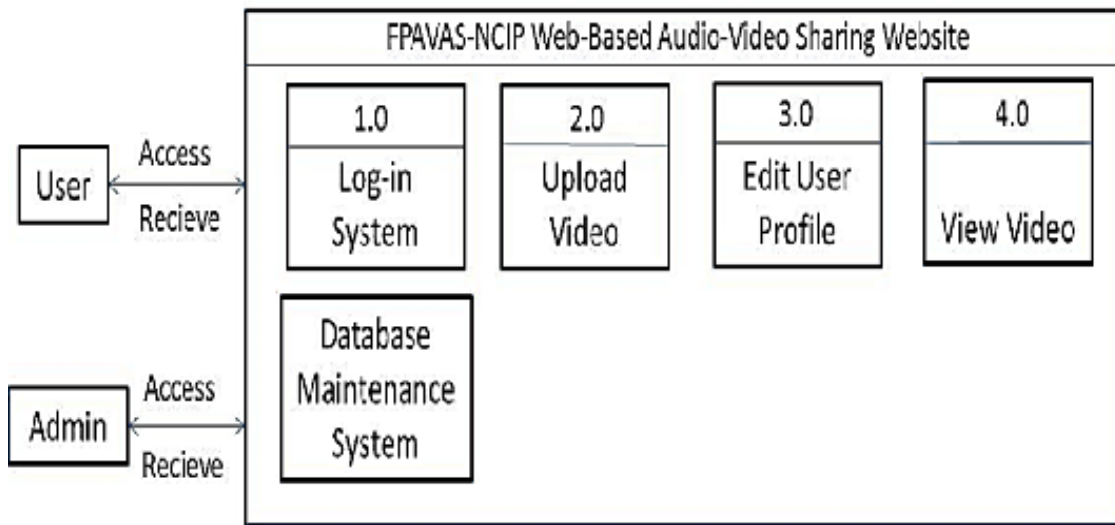 FPAVAS-NCIP Web-Based Audio-Video Sharing Website
1.0
Log-in
System
2.0
Upload
Video
3.0
Edit User
Profile
4.0
View Video
Access
User
Recieve
Database
Maintenance
System
Access
Admin
Recieve